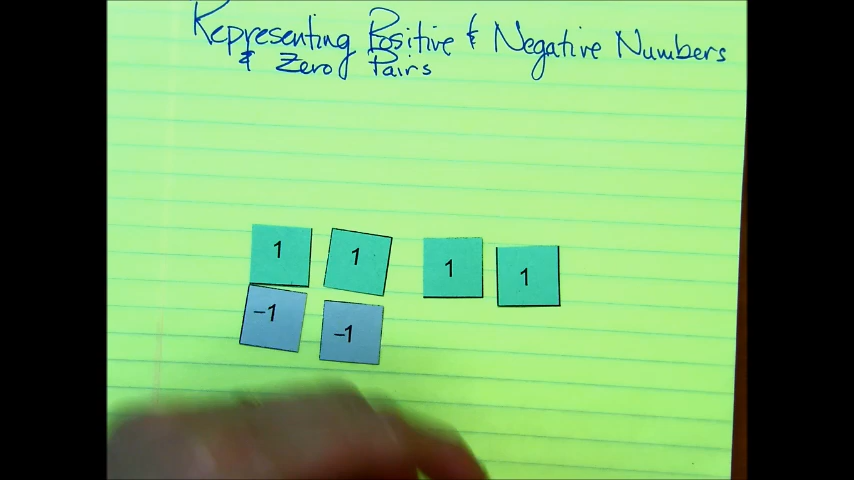 Representing Positive & Negative Numbers
& Zero Pairs
1 1 1 1
-1 -1